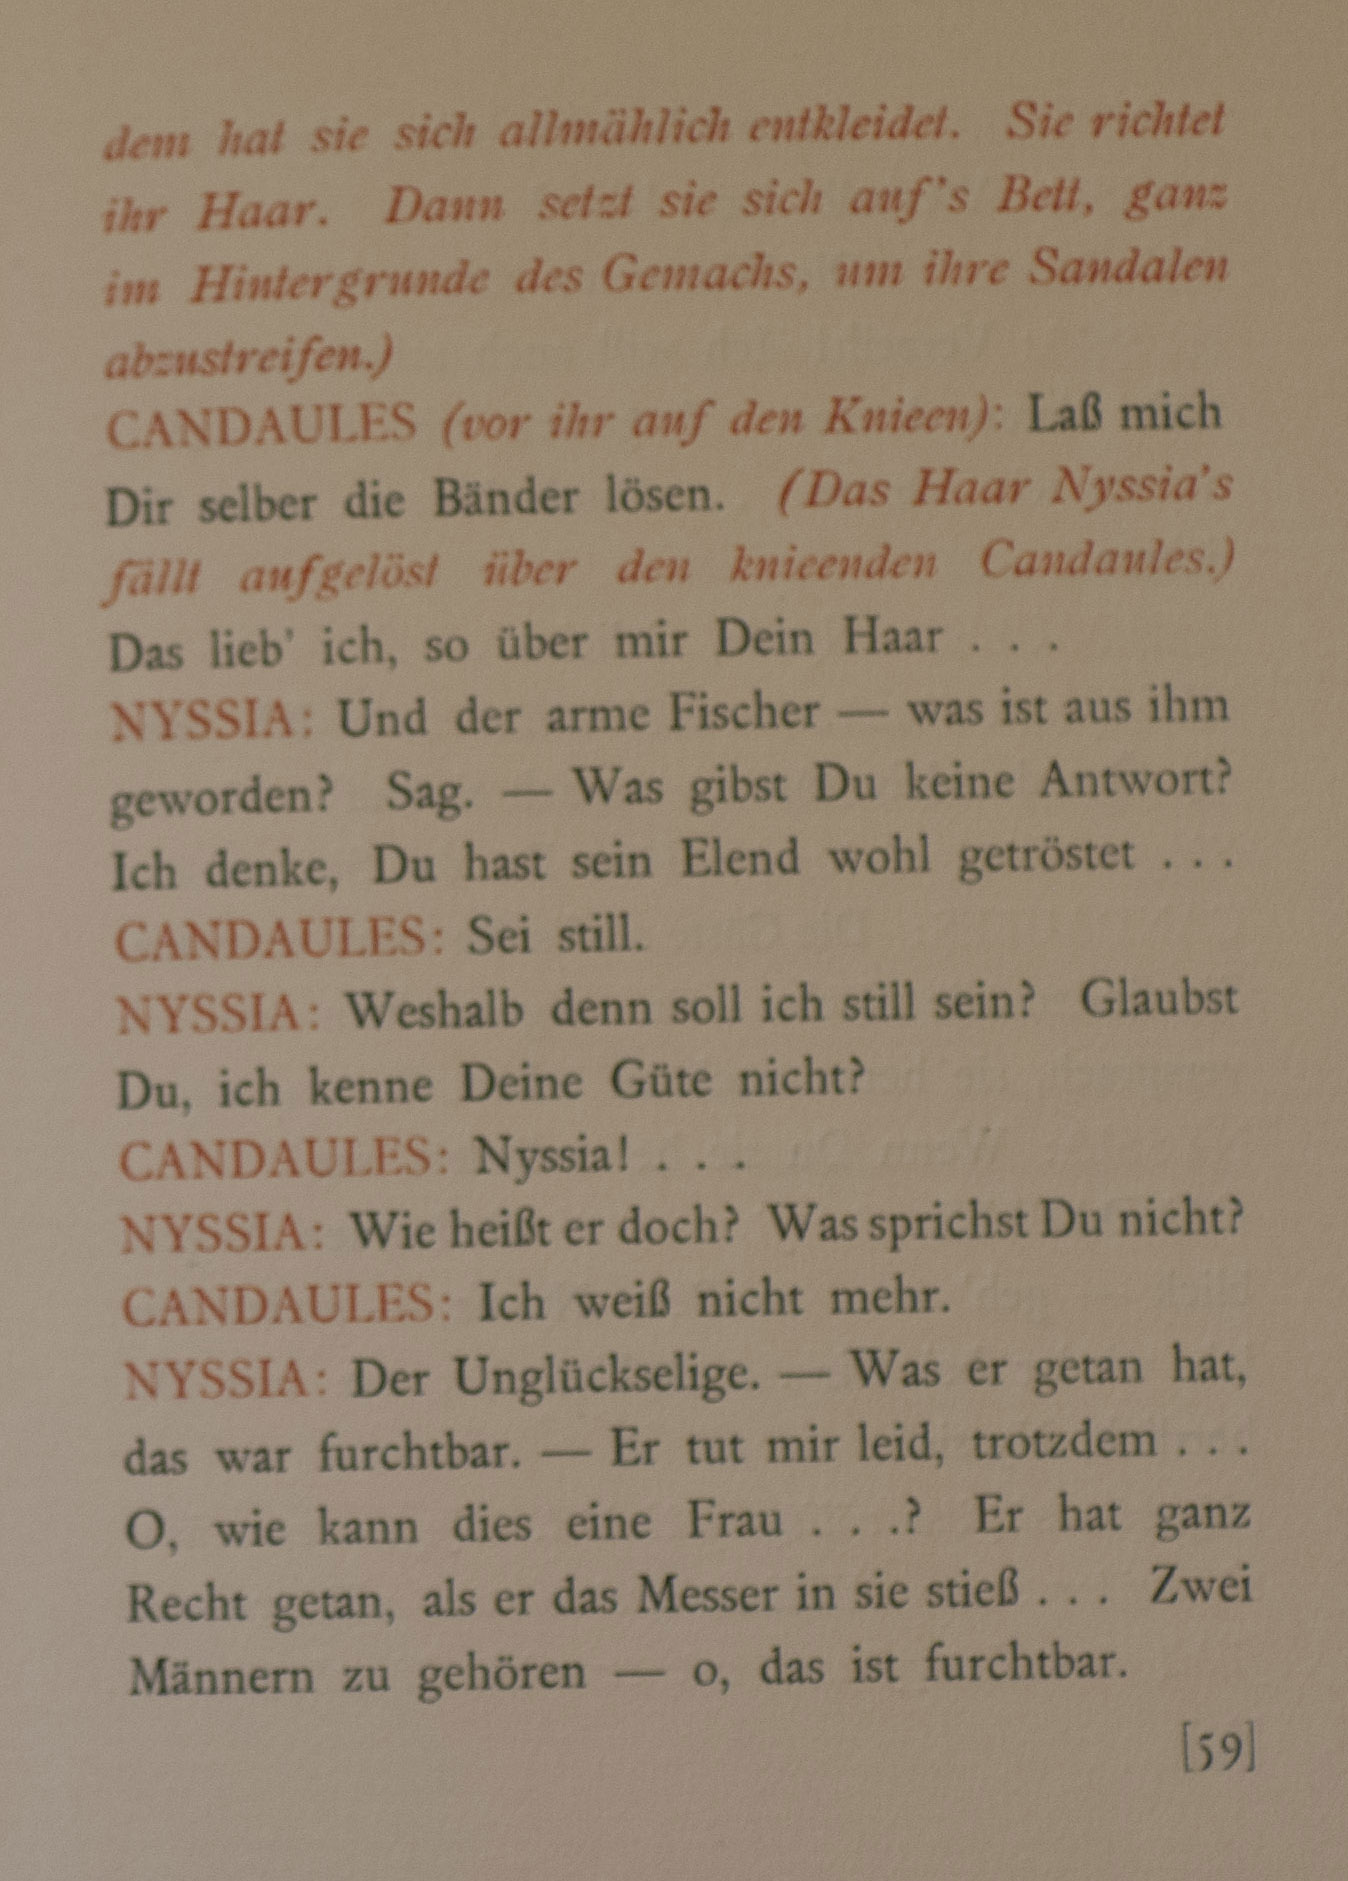 dem hat sie sich allmählich entkleidet. Sie richtet
ihr Haar. Dann setzt sie sich auf's Bett, ganz
im Hintergrunde des Gemachs, um ihre Sandalen
abzustreifen.)
CANDAULES (vor ihr auf den Knieen): Laß mich
Dir selber die Bänder lösen. (Das Haar Nyssia's
fällt aufgelöst über den knieenden Candaules.)
Das lieb' ich, so über mir Dein Haar . . .
NYSSIA: Und der arme Fischer — was ist aus ihm
geworden? Sag. — Was gibst Du keine Antwort?
Ich denke, Du hast sein Elend wohl getröstet . . .
CANDAULES: Sei still.
NYSSIA: Weshalb denn soll ich still sein? Glaubst
Du, ich kenne Deine Güte nicht?
CANDAULES: Nyssia! . . .
NYSSIA: Wie heißt er doch? Was sprichst Du nicht?
CANDAULES: Ich weiß nicht mehr.
NYSSIA: Der Unglückselige. — Was er getan hat,
das war furchtbar. — Er tut mir leid, trotzdem . . .
O, wie kann dies eine Frau . . .? Er hat ganz
Recht getan, als er das Messer in sie stieß . . . Zwei
Männern zu gehören — o, das ist furchtbar.
[59]